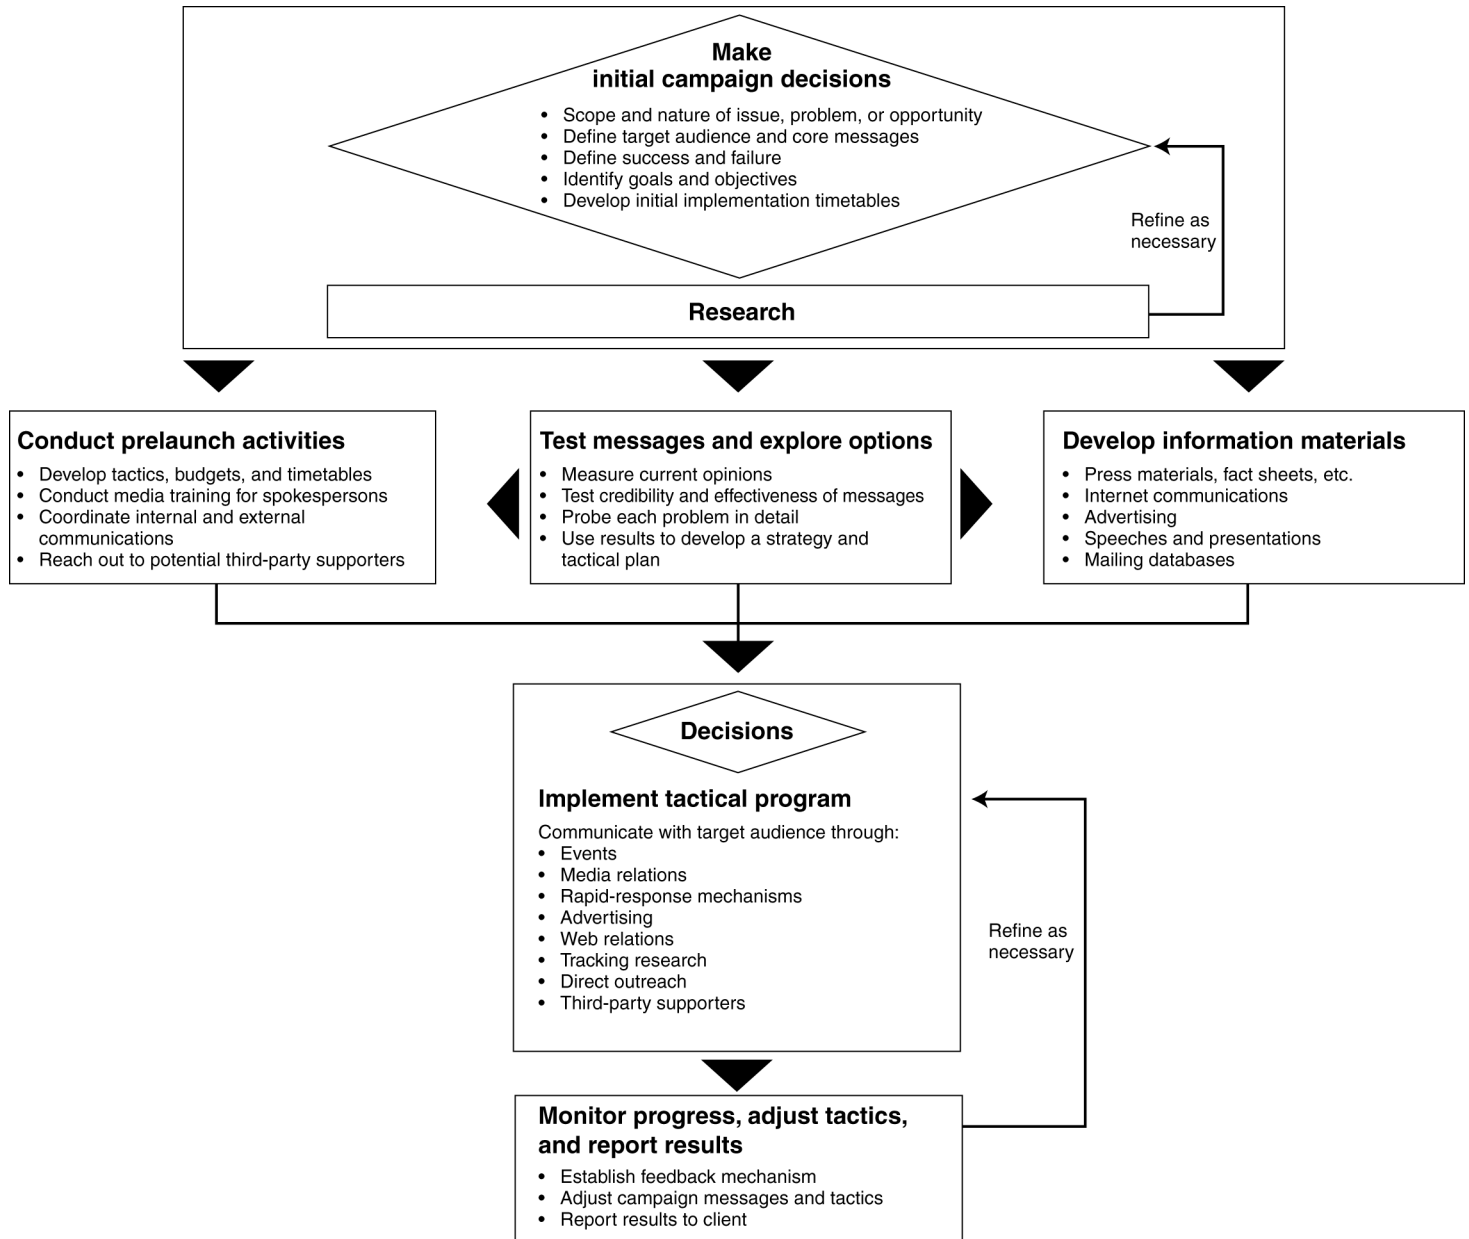 Make
initial campaign decisions
• Scope and nature of issue, problem, or opportunity
• Define target audience and core messages
• Define success and failure
• Identify goals and objectives
• Develop initial implementation timetables
Refine as
necessary
Research
Conduct prelaunch activities
• Develop tactics, budgets, and timetables
• Conduct media training for spokespersons
• Coordinate internal and external
communications
• Reach out to potential third-party supporters
Test messages and explore options
• Measure current opinions
• Test credibility and effectiveness of messages
• Probe each problem in detail
• Use results to develop a strategy and
tactical plan
Develop information materials
• Press materials, fact sheets, etc.
• Internet communications
• Advertising
• Speeches and presentations
• Mailing databases
Decisions
Implement tactical program
Communicate with target audience through:
• Events
• Media relations
• Rapid-response mechanisms
• Advertising
• Web relations
• Tracking research
• Direct outreach
• Third-party supporters
Refine as
necessary
Monitor progress, adjust tactics,
and report results
• Establish feedback mechanism
• Adjust campaign messages and tactics
• Report results to client